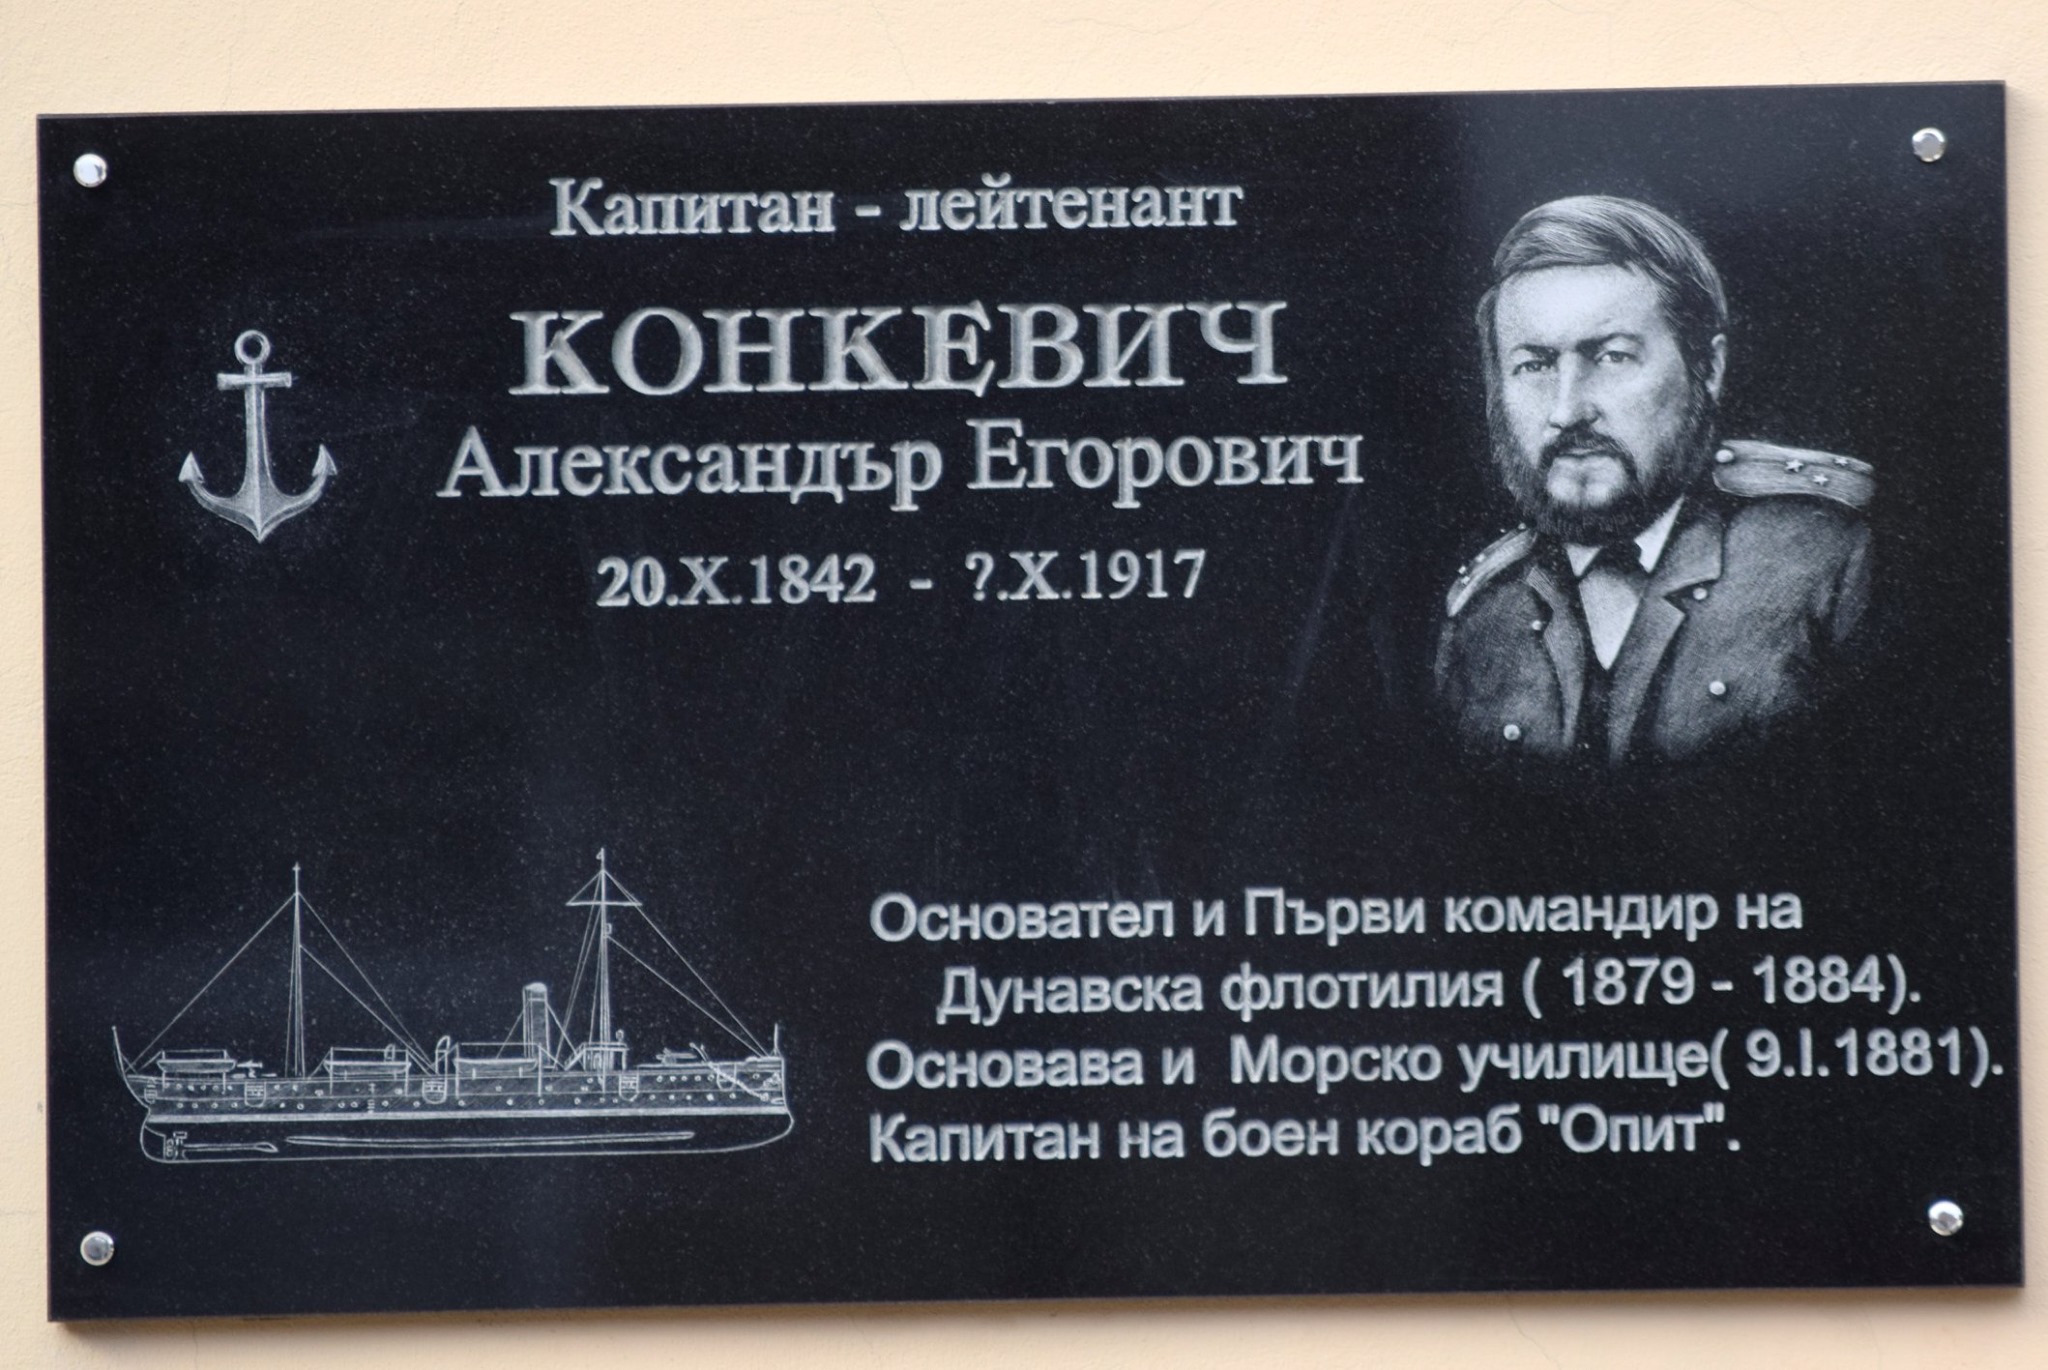 Капитан - лейтенант
КОНКЕВИЧ
Александър Егорович
20.X.1842 - ?.X.1917
Основател и Първи командир на
Дунавска флотилия ( 1879 - 1884).
Основава и Морско училище( 9.I.1881).
Капитан на боен кораб "Опит".